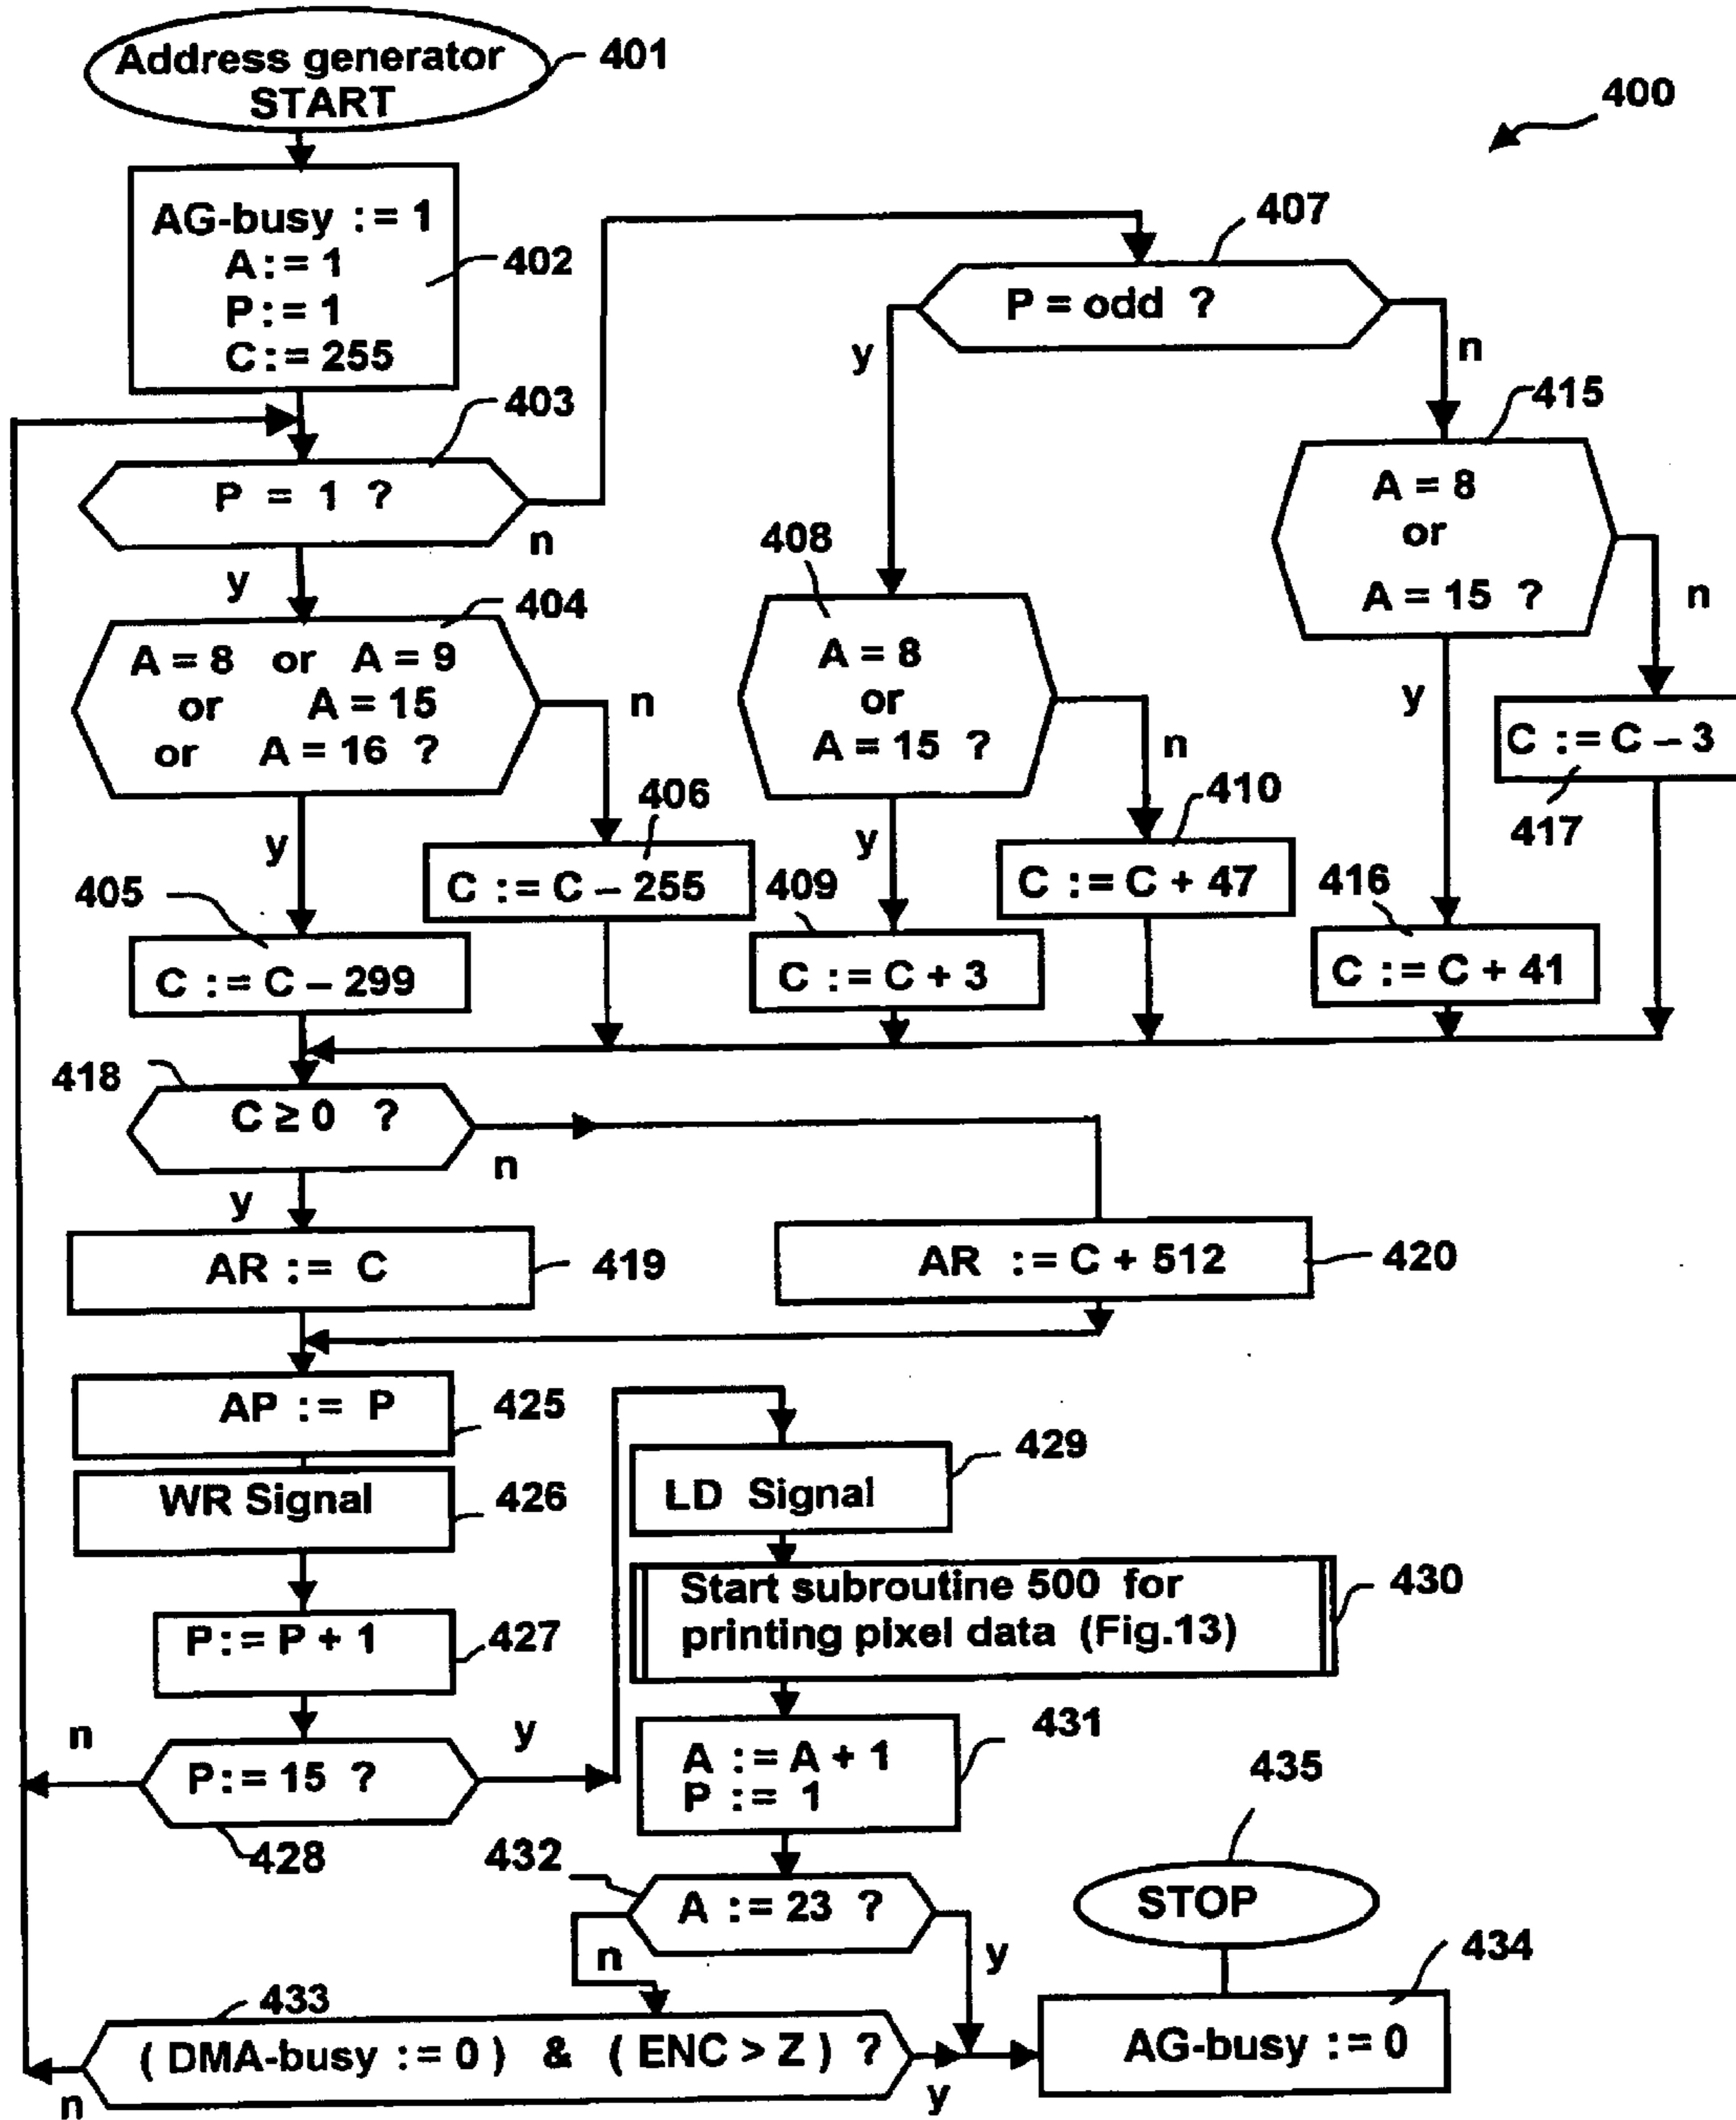 Address generator
START
401
400
AG-busy := 1
A := 1
P := 1
C := 255
402
407
P = odd ?
y
n
403
P = 1 ?
n
y
415
A = 8
or
A = 15 ?
n
y
404
A = 8 or A = 9
or A = 15
or A = 16 ?
n
y
408
A = 8
or
A = 15 ?
n
y
C := C – 3
417
406
C := C – 255
410
C := C + 47
405
C := C – 299
409
C := C + 3
416
C := C + 41
418
C ≥ 0 ?
n
y
AR := C
419
AR := C + 512
420
AP := P
425
WR Signal
426
P := P + 1
427
n
P := 15 ?
y
428
LD Signal
429
Start subroutine 500 for
printing pixel data (Fig.13)
430
A := A + 1
P := 1
431
432
A := 23 ?
n
y
435
STOP
434
AG-busy := 0
433
( DMA-busy := 0 ) & ( ENC > Z ) ?
n
y